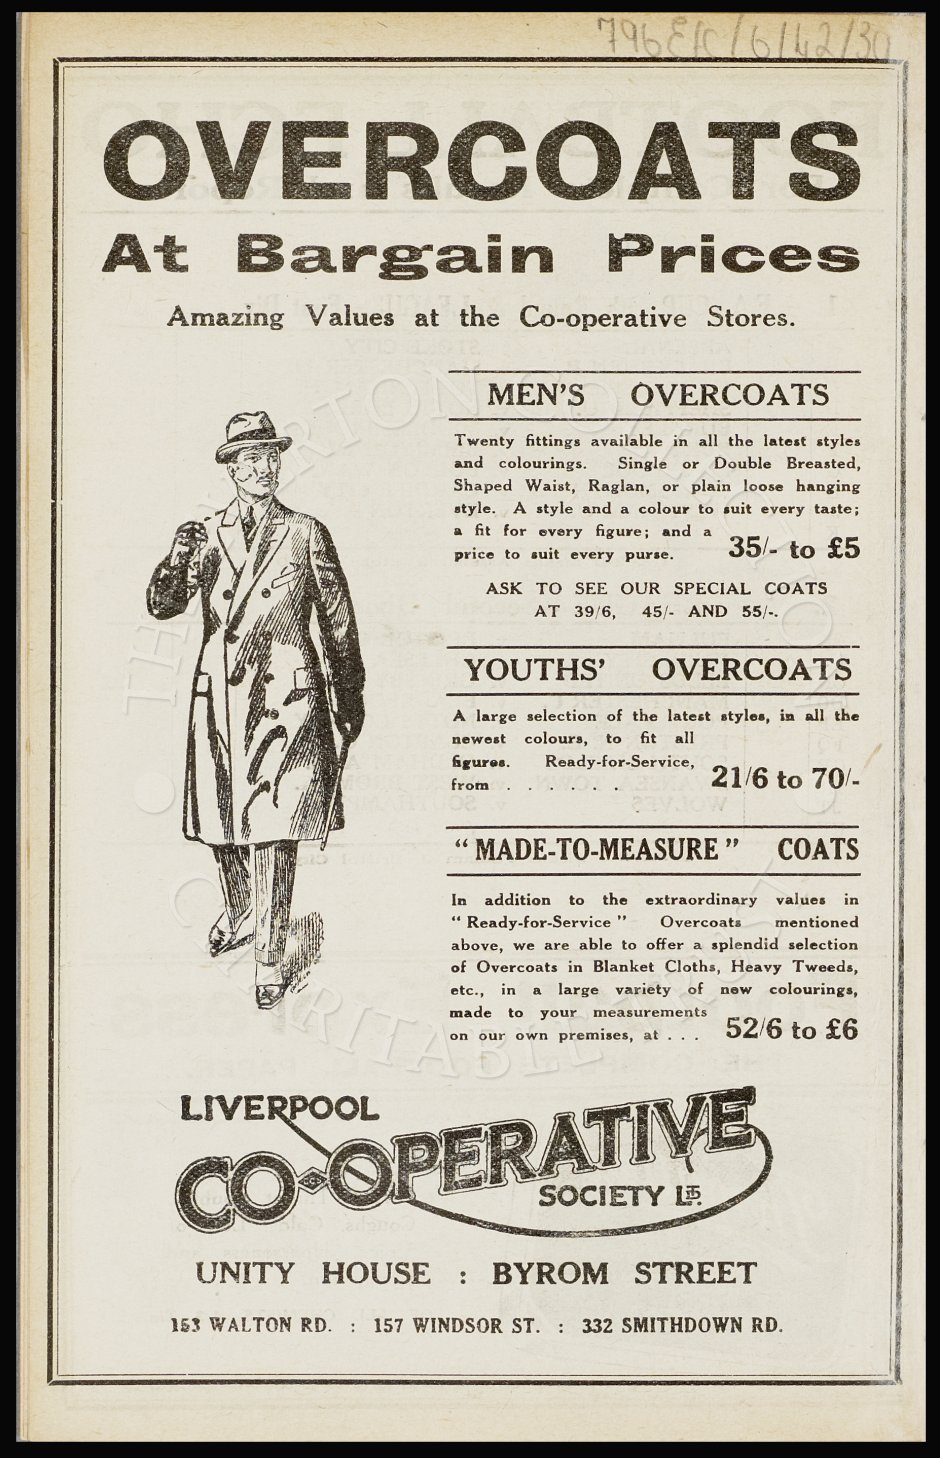 796EFC/6/42/30
OVERCOATS
At Bargain Prices
Amazing Values at the Co-operative Stores.
MEN'S OVERCOATS
Twenty fittings available in all the latest styles
and colourings. Single or Double Breasted,
Shaped Waist, Raglan, or plain loose hanging
style. A style and a colour to suit every taste;
a fit for every figure; and a
price to suit every purse. 35/- to £5
ASK TO SEE OUR SPECIAL COATS
AT 39/6, 45/- AND 55/-.
YOUTHS' OVERCOATS
A large selection of the latest styles, in all the
newest colours, to fit all
figures. Ready-for-Service,
from . . . . . . . 21/6 to 70/-
"MADE-TO-MEASURE" COATS
In addition to the extraordinary values in
"Ready-for-Service" Overcoats mentioned
above, we are able to offer a splendid selection
of Overcoats in Blanket Cloths, Heavy Tweeds,
etc., in a large variety of new colourings,
made to your measurements
on our own premises, at . . . 52/6 to £6
LIVERPOOL
CO-OPERATIVE
SOCIETY LTD.
UNITY HOUSE : BYROM STREET
153 WALTON RD. : 157 WINDSOR ST. : 332 SMITHDOWN RD.
THE EVERTON COLLECTION
CHARITABLE TRUST